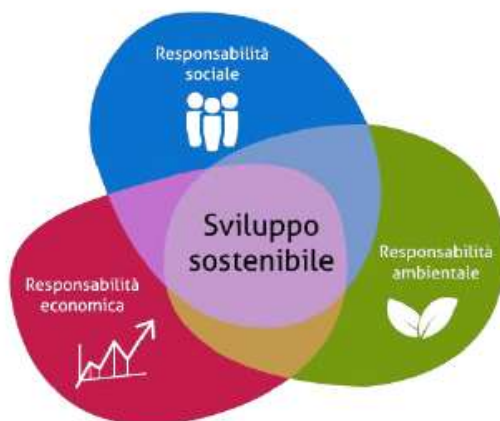 Responsabilità
sociale
Sviluppo
sostenibile
Responsabilità
ambientale
Responsabilità
economica